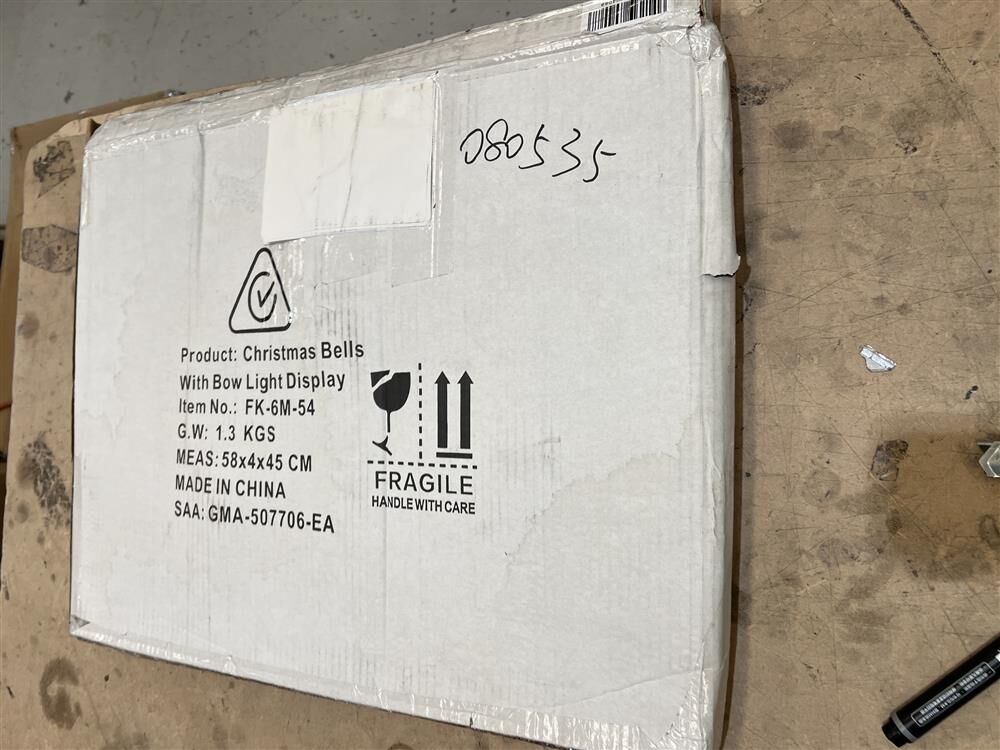 080535
Product: Christmas Bells
With Bow Light Display
Item No.: FK-6M-54
G.W: 1.3 KGS
MEAS: 58x4x45 CM
MADE IN CHINA
SAA: GMA-507706-EA
FRAGILE
HANDLE WITH CARE